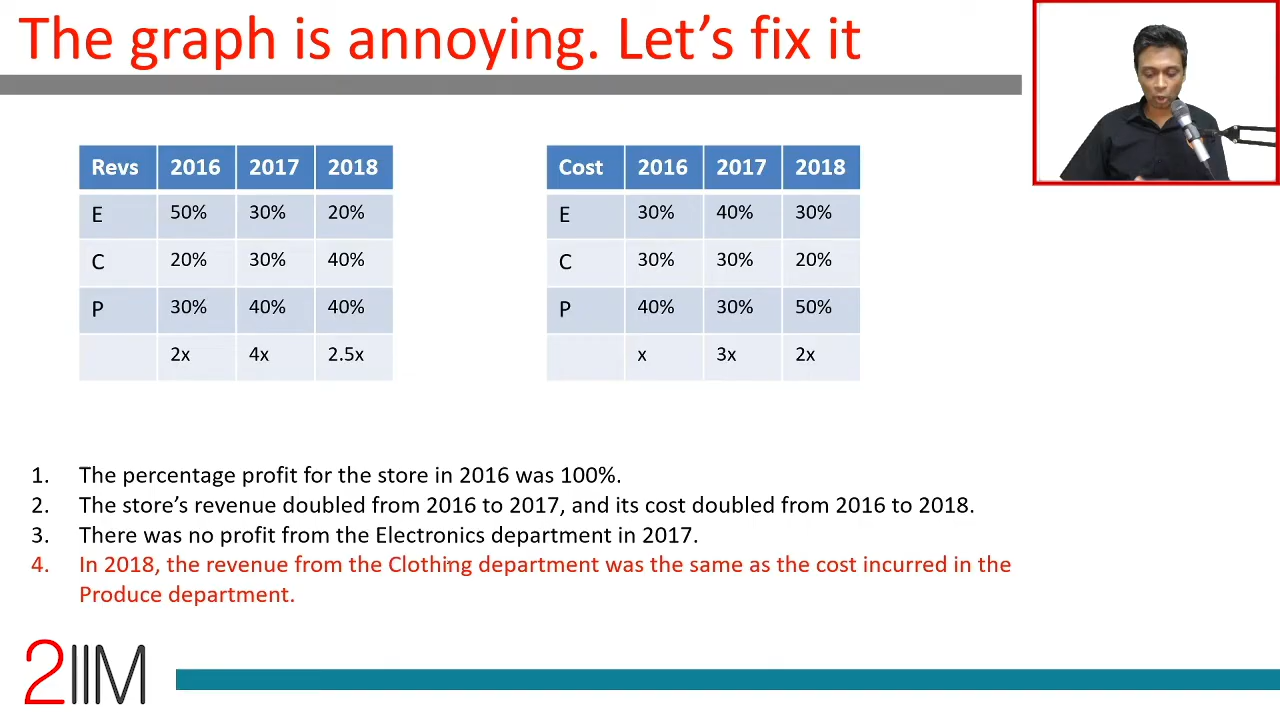 The graph is annoying. Let's fix it
Revs 2016 2017 2018
E 50% 30% 20%
C 20% 30% 40%
P 30% 40% 40%
2x 4x 2.5x
Cost 2016 2017 2018
E 30% 40% 30%
C 30% 30% 20%
P 40% 30% 50%
x 3x 2x
1. The percentage profit for the store in 2016 was 100%.
2. The store's revenue doubled from 2016 to 2017, and its cost doubled from 2016 to 2018.
3. There was no profit from the Electronics department in 2017.
4. In 2018, the revenue from the Clothing department was the same as the cost incurred in the
Produce department.
2IIM